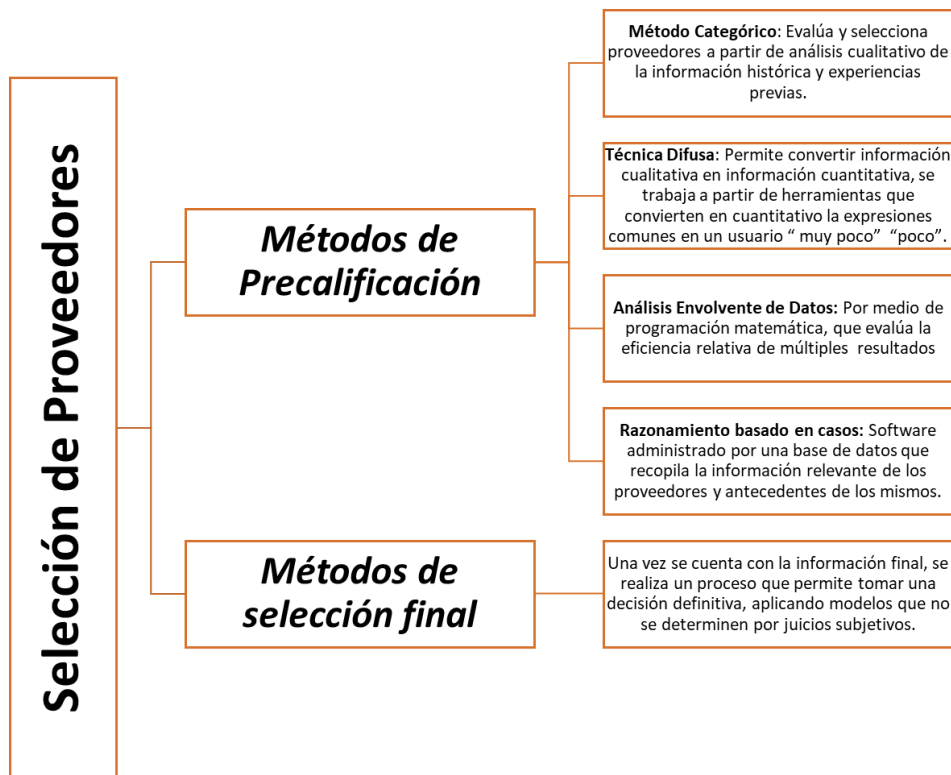 Selección de Proveedores
Métodos de
Precalificación
Método Categórico: Evalúa y selecciona
proveedores a partir de análisis cualitativo de
la información histórica y experiencias
previas.
Técnica Difusa: Permite convertir información
cualitativa en información cuantitativa, se
trabaja a partir de herramientas que
convierten en cuantitativo la expresiones
comunes en un usuario “ muy poco” “poco”.
Análisis Envolvente de Datos: Por medio de
programación matemática, que evalúa la
eficiencia relativa de múltiples resultados
Razonamiento basado en casos: Software
administrado por una base de datos que
recopila la información relevante de los
proveedores y antecedentes de los mismos.
Métodos de
selección final
Una vez se cuenta con la información final, se
realiza un proceso que permite tomar una
decisión definitiva, aplicando modelos que no
se determinen por juicios subjetivos.